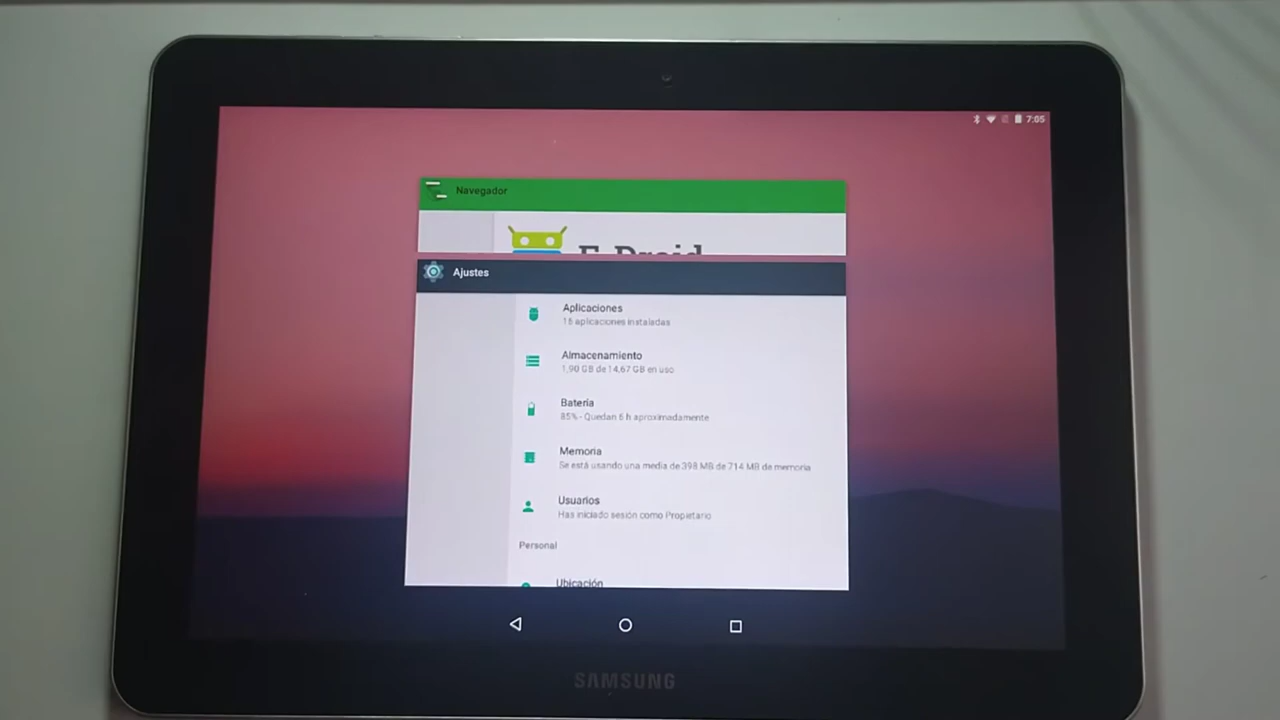 7:05
Navegador
E-Droid
Ajustes
Aplicaciones
16 aplicaciones instaladas
Almacenamiento
1,90 GB de 14,67 GB en uso
Batería
85% - Quedan 6 h aproximadamente
Memoria
Se está usando una media de 398 MB de 714 MB de memoria
Usuarios
Has iniciado sesión como Propietario
Personal
Ubicación
SAMSUNG